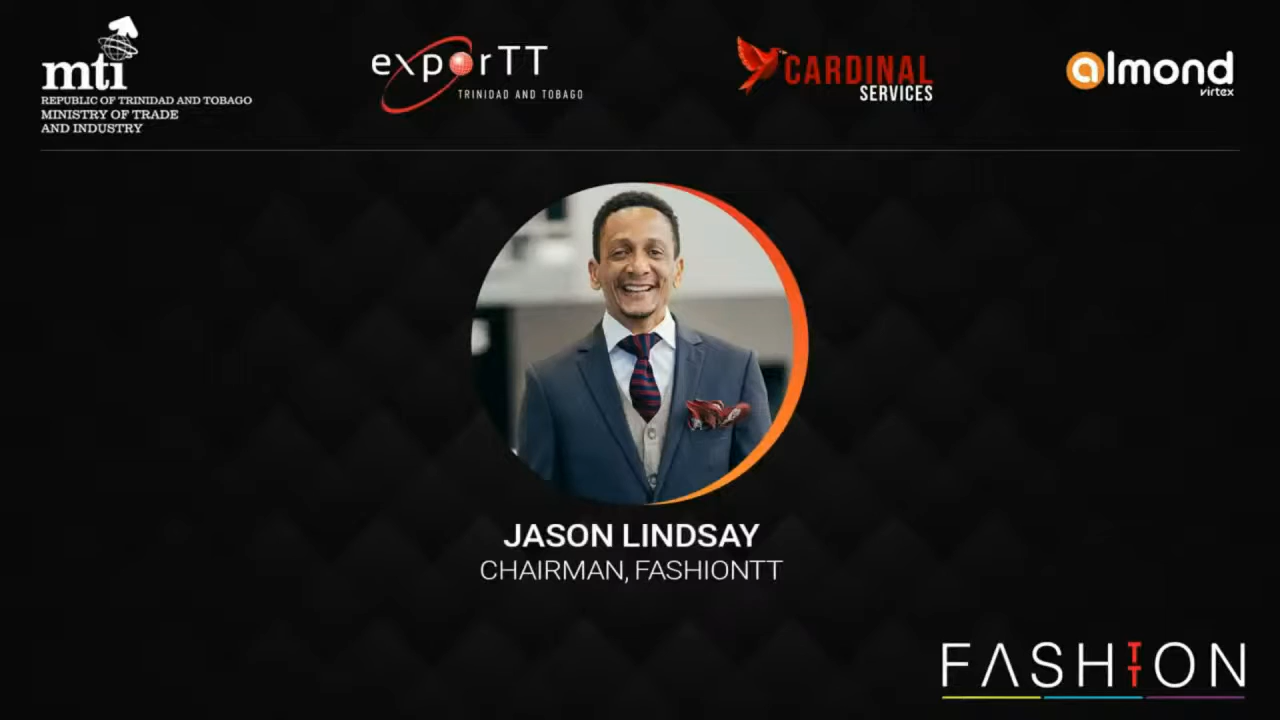 mti
REPUBLIC OF TRINIDAD AND TOBAGO
MINISTRY OF TRADE
AND INDUSTRY
exporTT
TRINIDAD AND TOBAGO
CARDINAL
SERVICES
almond
virtex
JASON LINDSAY
CHAIRMAN, FASHIONTT
FASHTTON